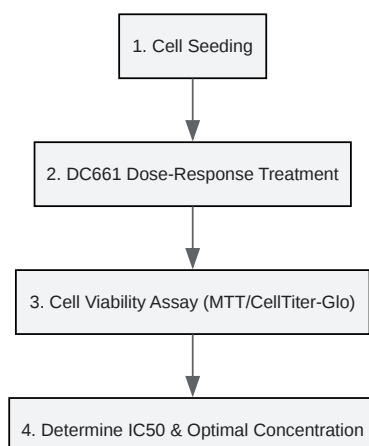 1. Cell Seeding
2. DC661 Dose-Response Treatment
3. Cell Viability Assay (MTT/CellTiter-Glo)
4. Determine IC50 & Optimal Concentration